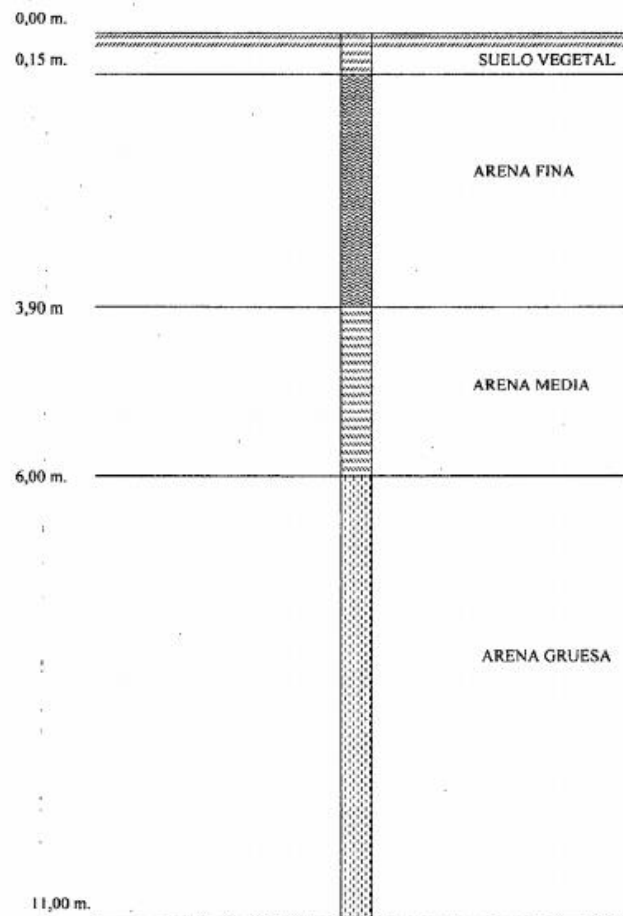 0,00 m.
0,15 m.
SUELO VEGETAL
ARENA FINA
3,90 m
ARENA MEDIA
6,00 m.
ARENA GRUESA
11,00 m.